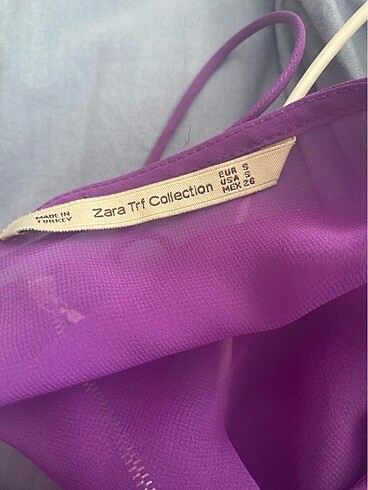 MADE IN
TURKEY
Zara Trf Collection
EUR S
USA S
MEX 26